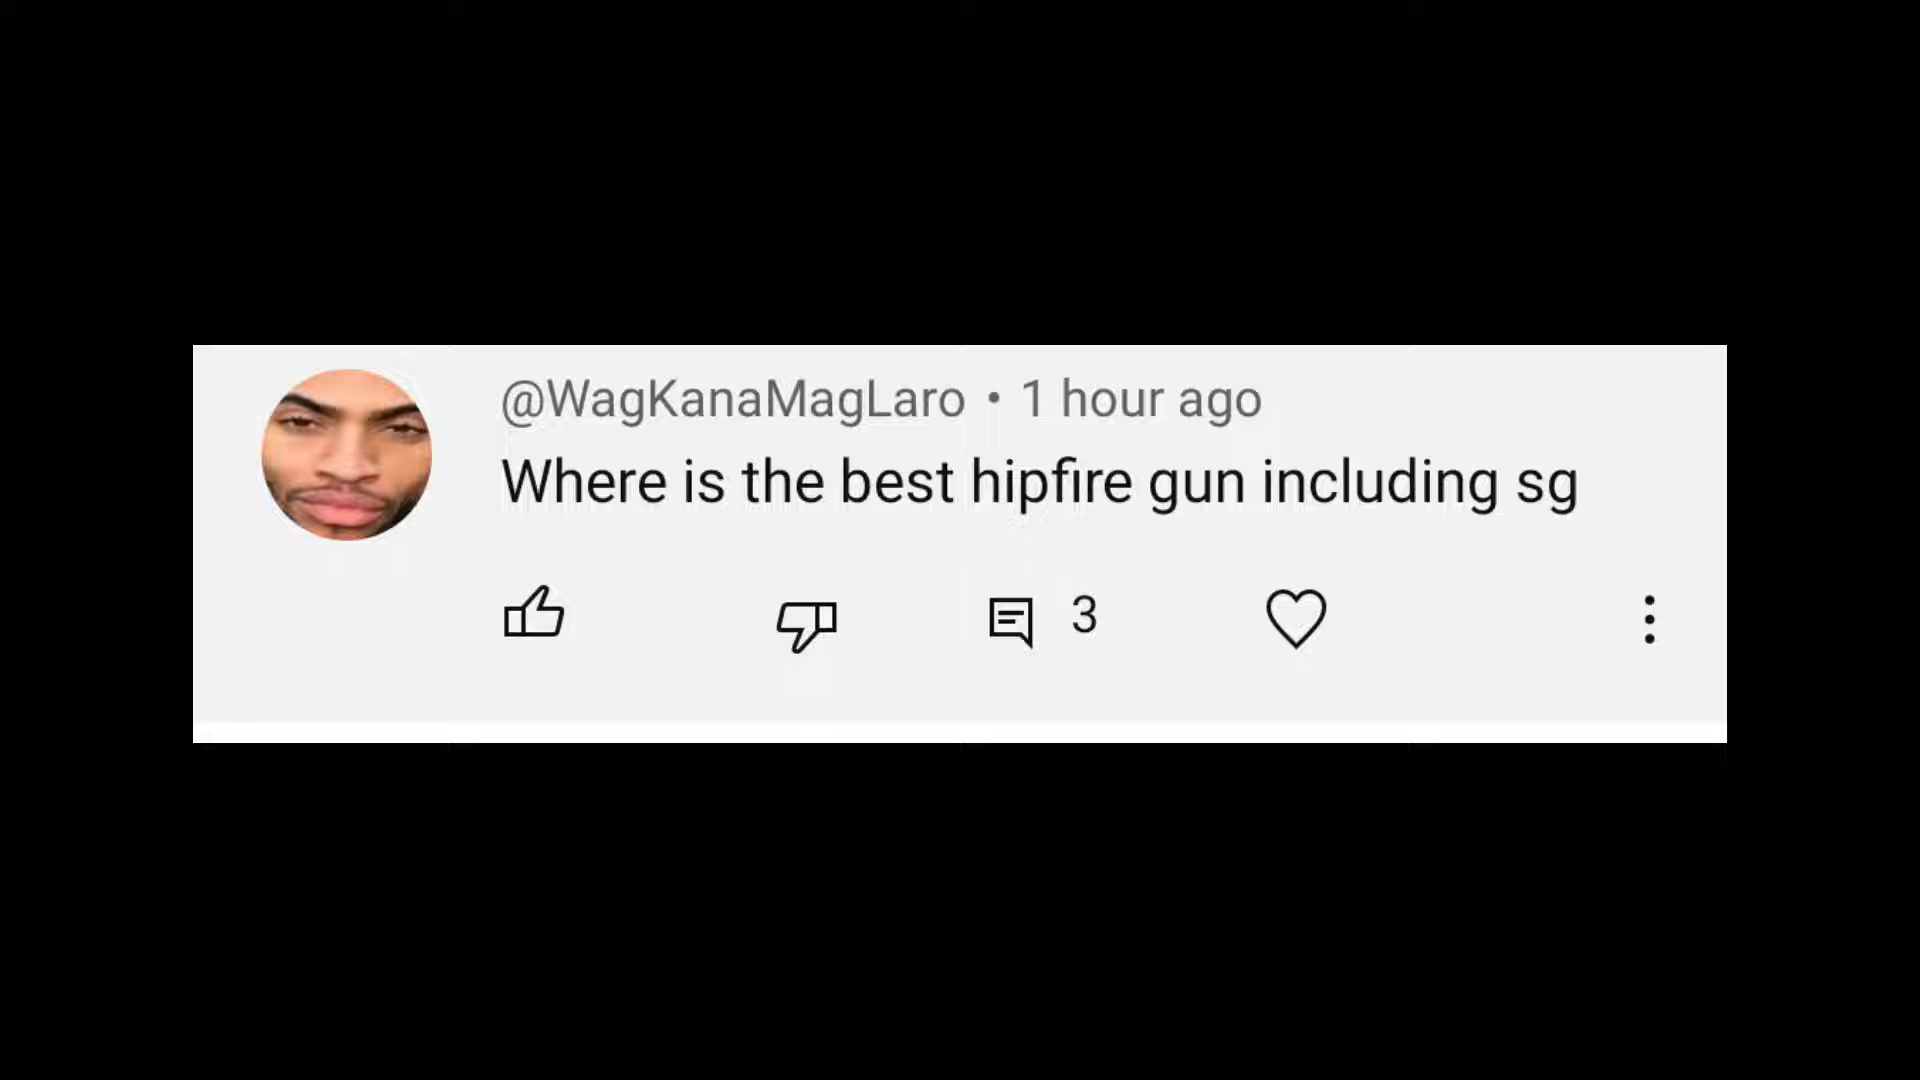 @WagKanaMagLaro • 1 hour ago
Where is the best hipfire gun including sg
3